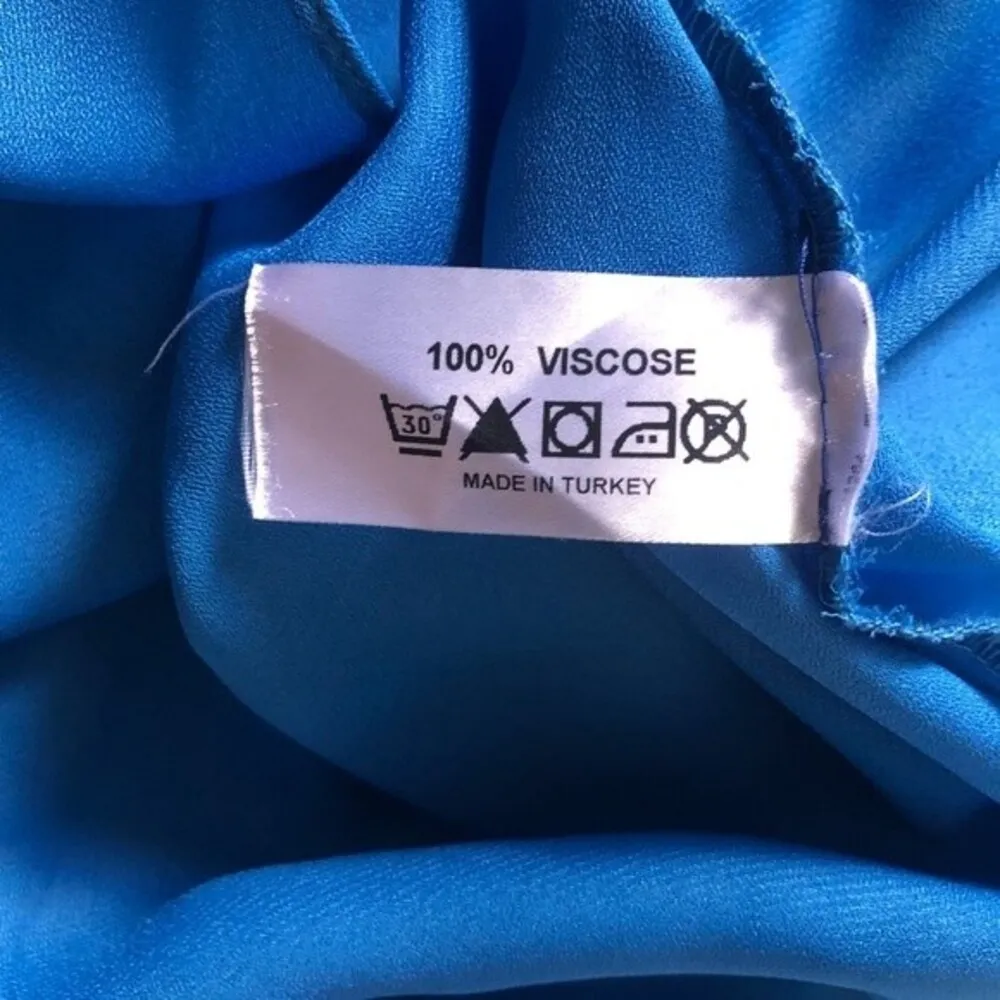 100% VISCOSE
30°
P
MADE IN TURKEY